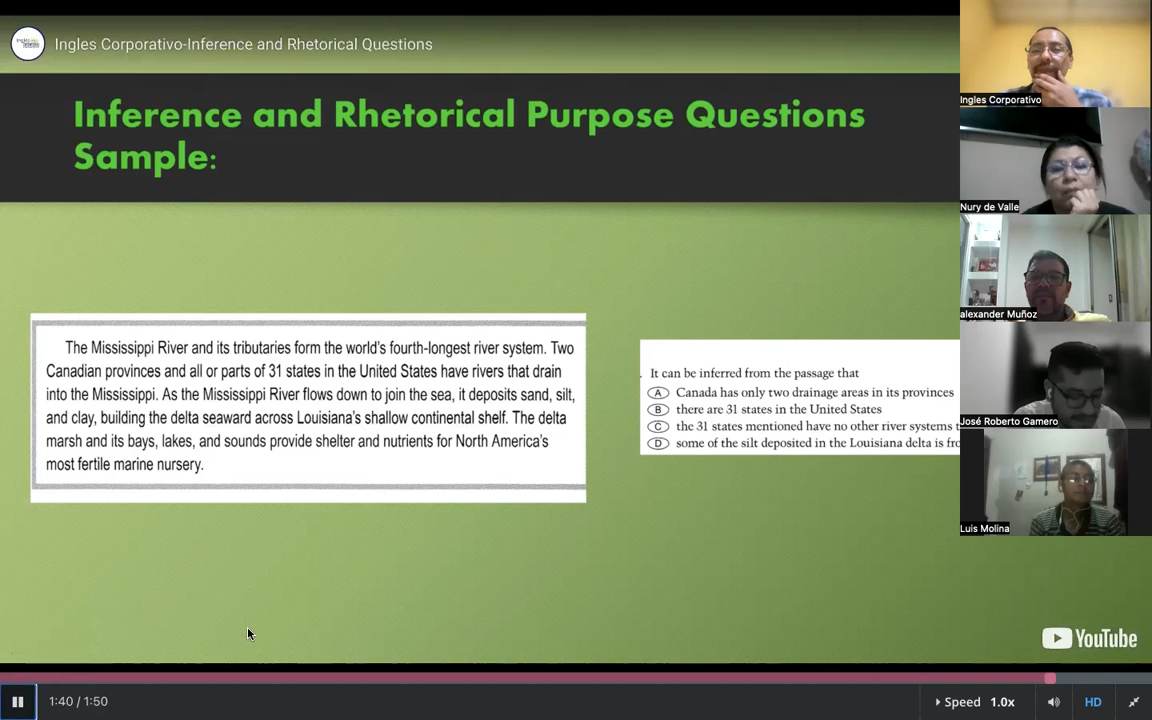 Ingles Corporativo-Inference and Rhetorical Questions
Inference and Rhetorical Purpose Questions
Sample:
The Mississippi River and its tributaries form the world's fourth-longest river system. Two
Canadian provinces and all or parts of 31 states in the United States have rivers that drain
into the Mississippi. As the Mississippi River flows down to join the sea, it deposits sand, silt,
and clay, building the delta seaward across Louisiana's shallow continental shelf. The delta
marsh and its bays, lakes, and sounds provide shelter and nutrients for North America's
most fertile marine nursery.
. It can be inferred from the passage that
A Canada has only two drainage areas in its provinces
B there are 31 states in the United States
C the 31 states mentioned have no other river systems
D some of the silt deposited in the Louisiana delta is
Ingles Corporativo
Nury de Valle
alexander Muñoz
José Roberto Gamero
Luis Molina
YouTube
1:40 / 1:50
Speed 1.0x
HD